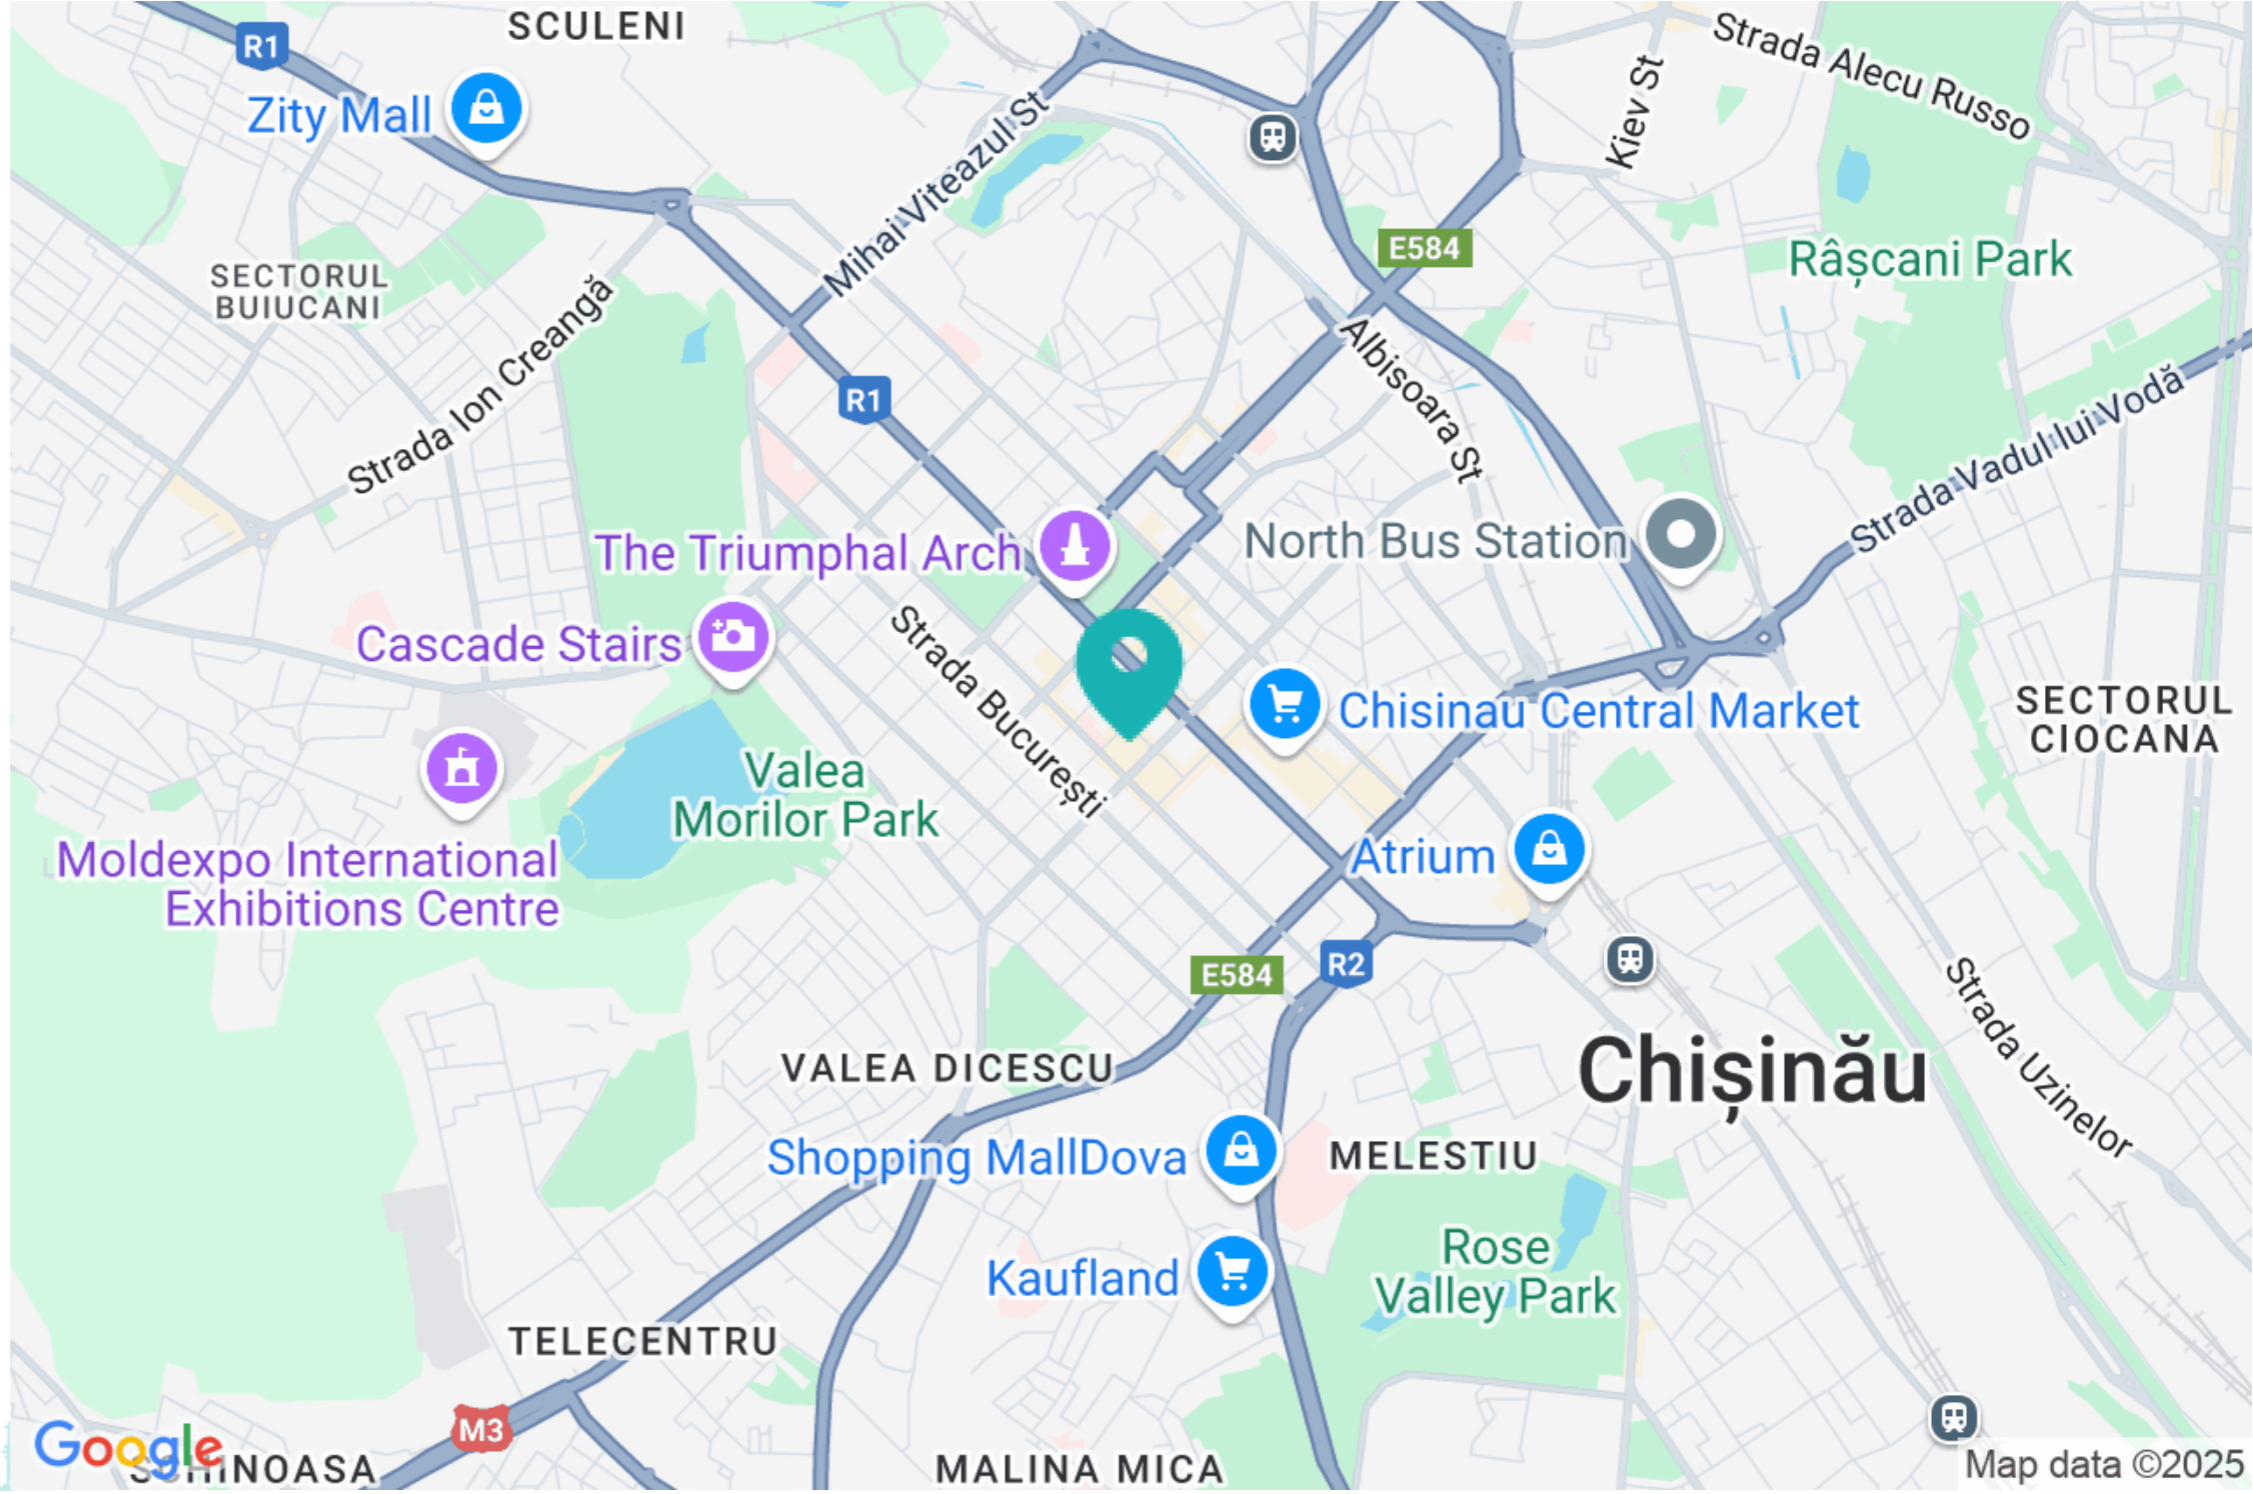 SCULENI
R1
Zity Mall
Mihai Viteazul St
Kiev St
Strada Alecu Russo
E584
Râșcani Park
SECTORUL
BUIUCANI
Strada Ion Creangă
R1
Albisoara St
Strada Vadul lui Vodă
The Triumphal Arch
North Bus Station
Cascade Stairs
Strada București
Chisinau Central Market
SECTORUL
CIOCANA
Valea
Morilor Park
Moldexpo International
Exhibitions Centre
Atrium
E584
R2
Strada Uzinelor
VALEA DICESCU
Chișinău
Shopping MallDova
MELESTIU
Kaufland
Rose
Valley Park
TELECENTRU
M3
Google
SCHINOASA
MALINA MICA
Map data ©2025